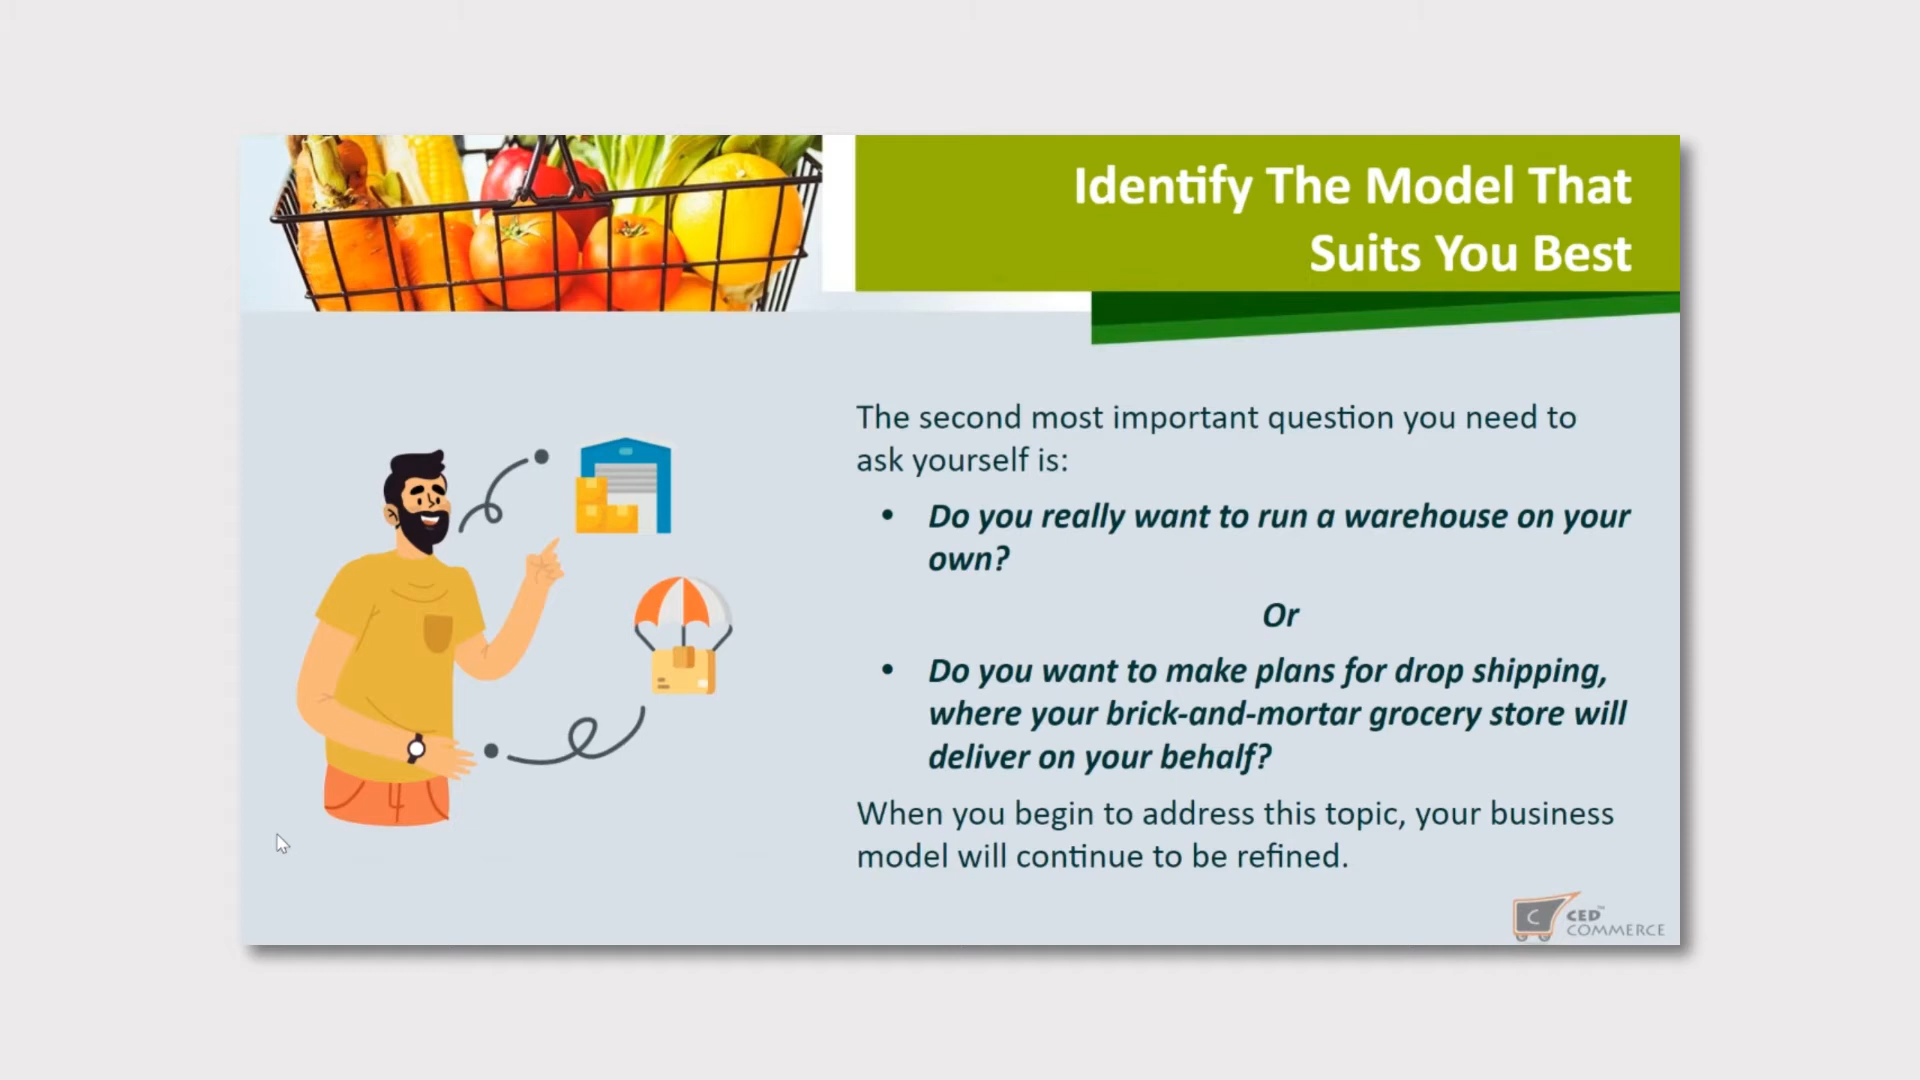 Identify The Model That
Suits You Best
The second most important question you need to
ask yourself is:
• Do you really want to run a warehouse on your
own?
Or
• Do you want to make plans for drop shipping,
where your brick-and-mortar grocery store will
deliver on your behalf?
When you begin to address this topic, your business
model will continue to be refined.
C CED™
COMMERCE